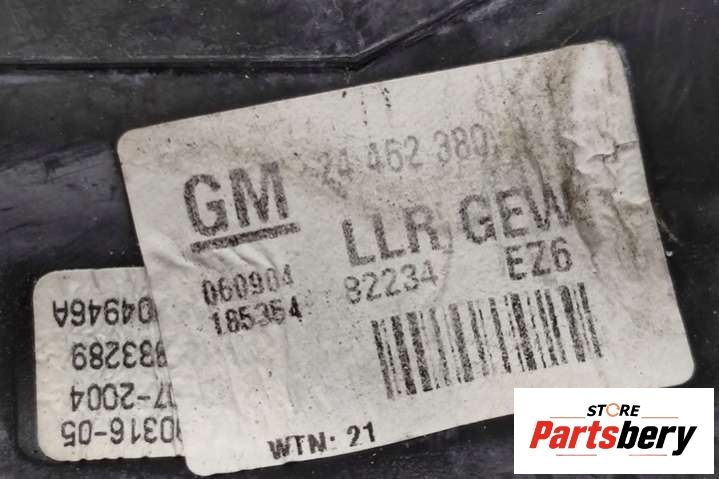 24 462 380
GM
LLR GEW
060904
82234
EZ6
185354
WTN: 21
04946A
883289
07-2004
0316-05
STORE
Partsbery